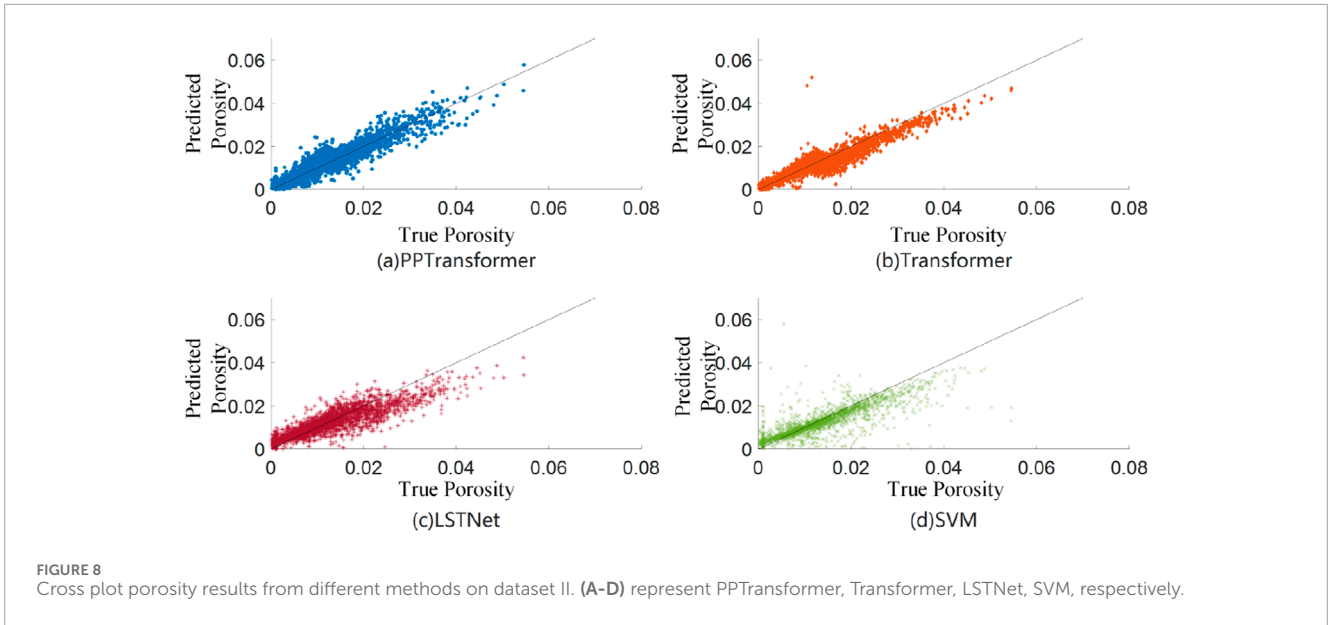 Predicted
Porosity
0.06
0.04
0.02
0
0
0.02
0.04
0.06
0.08
True Porosity
(a)PPTransformer
Predicted
Porosity
0.06
0.04
0.02
0
0
0.02
0.04
0.06
0.08
True Porosity
(b)Transformer
Predicted
Porosity
0.06
0.04
0.02
0
0
0.02
0.04
0.06
0.08
True Porosity
(c)LSTNet
Predicted
Porosity
0.06
0.04
0.02
0
0
0.02
0.04
0.06
0.08
True Porosity
(d)SVM
FIGURE 8
Cross plot porosity results from different methods on dataset II. (A-D) represent PPTransformer, Transformer, LSTNet, SVM, respectively.